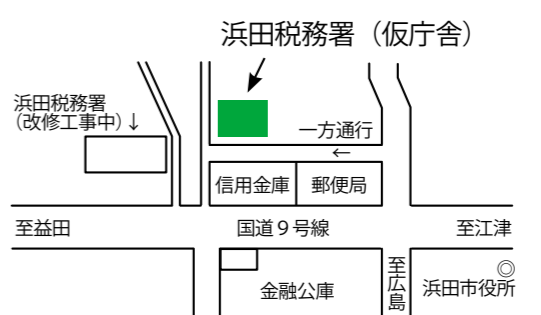 浜田税務署（仮庁舎）
浜田税務署
（改修工事中）↓
一方通行
←
信用金庫
郵便局
至益田
国道９号線
至江津
至広島
◎
浜田市役所
金融公庫